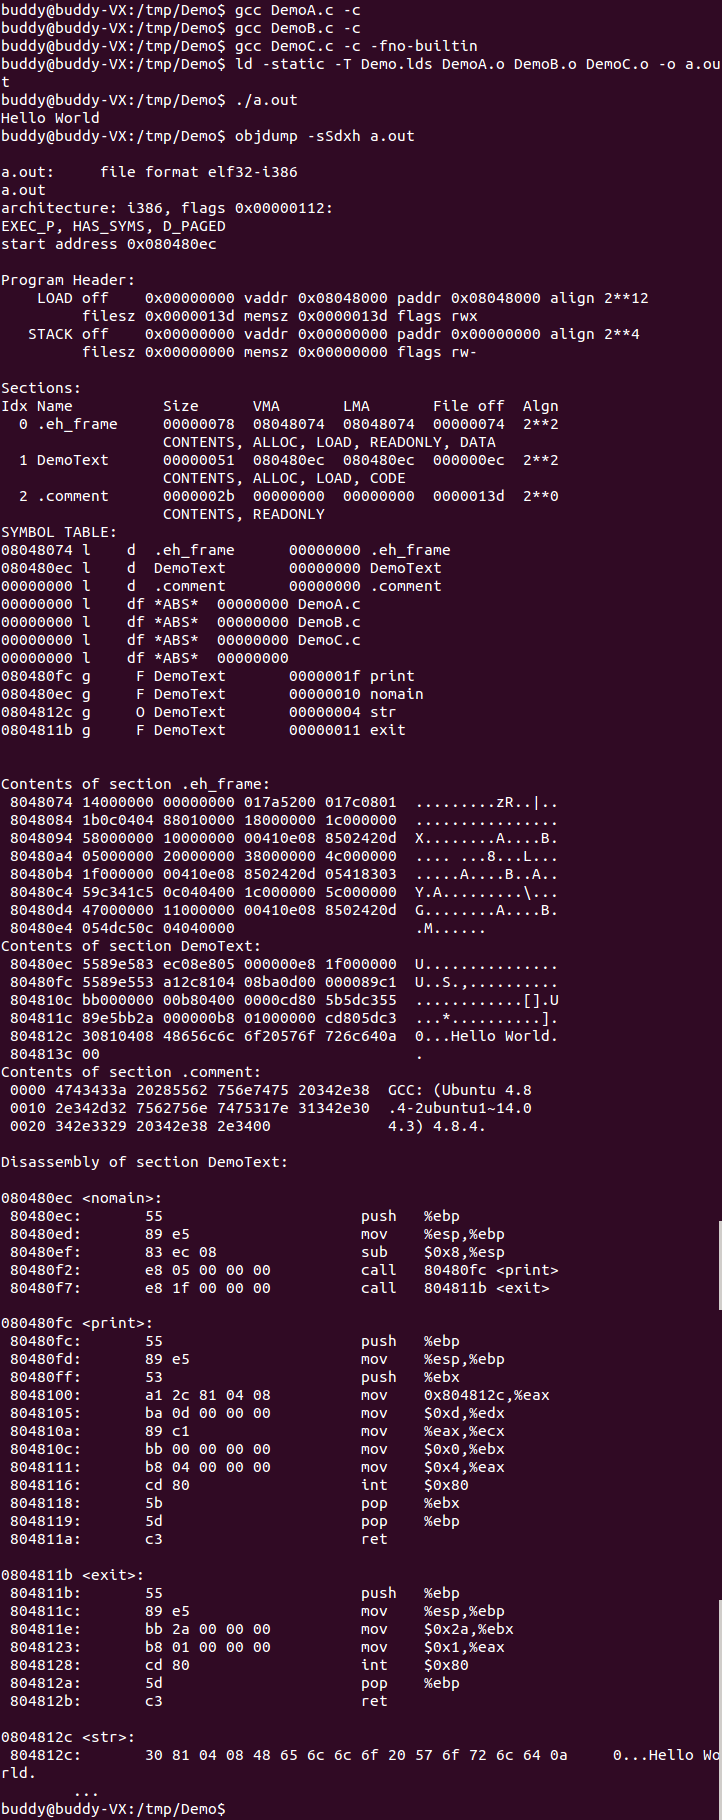 buddy@buddy-VX:/tmp/Demo$ gcc DemoA.c -c
buddy@buddy-VX:/tmp/Demo$ gcc DemoB.c -c
buddy@buddy-VX:/tmp/Demo$ gcc DemoC.c -c -fno-builtin
buddy@buddy-VX:/tmp/Demo$ ld -static -T Demo.lds DemoA.o DemoB.o DemoC.o -o a.ou
t
buddy@buddy-VX:/tmp/Demo$ ./a.out
Hello World
buddy@buddy-VX:/tmp/Demo$ objdump -sSdxh a.out

a.out:     file format elf32-i386
a.out
architecture: i386, flags 0x00000112:
EXEC_P, HAS_SYMS, D_PAGED
start address 0x080480ec

Program Header:
    LOAD off    0x00000000 vaddr 0x08048000 paddr 0x08048000 align 2**12
         filesz 0x0000013d memsz 0x0000013d flags rwx
   STACK off    0x00000000 vaddr 0x00000000 paddr 0x00000000 align 2**4
         filesz 0x00000000 memsz 0x00000000 flags rw-

Sections:
Idx Name          Size      VMA       LMA       File off  Algn
  0 .eh_frame     00000078  08048074  08048074  00000074  2**2
                  CONTENTS, ALLOC, LOAD, READONLY, DATA
  1 DemoText      00000051  080480ec  080480ec  000000ec  2**2
                  CONTENTS, ALLOC, LOAD, CODE
  2 .comment      0000002b  00000000  00000000  0000013d  2**0
                  CONTENTS, READONLY
SYMBOL TABLE:
08048074 l    d  .eh_frame      00000000 .eh_frame
080480ec l    d  DemoText       00000000 DemoText
00000000 l    d  .comment       00000000 .comment
00000000 l    df *ABS*  00000000 DemoA.c
00000000 l    df *ABS*  00000000 DemoB.c
00000000 l    df *ABS*  00000000 DemoC.c
00000000 l    df *ABS*  00000000
080480fc g     F DemoText       0000001f print
080480ec g     F DemoText       00000010 nomain
0804812c g     O DemoText       00000004 str
0804811b g     F DemoText       00000011 exit

Contents of section .eh_frame:
 8048074 14000000 00000000 017a5200 017c0801  .........zR..|..
 8048084 1b0c0404 88010000 18000000 1c000000  ................
 8048094 58000000 10000000 00410e08 8502420d  X........A....B.
 80480a4 05000000 20000000 38000000 4c000000  .... ...8...L...
 80480b4 1f000000 00410e08 8502420d 05418303  .....A....B..A..
 80480c4 59c341c5 0c040400 1c000000 5c000000  Y.A.........\...
 80480d4 47000000 11000000 00410e08 8502420d  G........A....B.
 80480e4 054dc50c 04040000                    .M......
Contents of section DemoText:
 80480ec 5589e583 ec08e805 000000e8 1f000000  U...............
 80480fc 5589e553 a12c8104 08ba0d00 000089c1  U..S.,..........
 804810c bb000000 00b80400 0000cd80 5b5dc355  ............[].U
 804811c 89e5bb2a 000000b8 01000000 cd805dc3  ...*..........].
 804812c 30810408 48656c6c 6f20576f 726c640a  0...Hello World.
 804813c 00                                   .
Contents of section .comment:
 0000 4743433a 20285562 756e7475 20342e38  GCC: (Ubuntu 4.8
 0010 2e342d32 7562756e 7475317e 31342e30  .4-2ubuntu1~14.0
 0020 342e3329 20342e38 2e3400             4.3) 4.8.4.

Disassembly of section DemoText:

080480ec <nomain>:
 80480ec:       55                      push   %ebp
 80480ed:       89 e5                   mov    %esp,%ebp
 80480ef:       83 ec 08                sub    $0x8,%esp
 80480f2:       e8 05 00 00 00          call   80480fc <print>
 80480f7:       e8 1f 00 00 00          call   804811b <exit>

080480fc <print>:
 80480fc:       55                      push   %ebp
 80480fd:       89 e5                   mov    %esp,%ebp
 80480ff:       53                      push   %ebx
 8048100:       a1 2c 81 04 08          mov    0x804812c,%eax
 8048105:       ba 0d 00 00 00          mov    $0xd,%edx
 804810a:       89 c1                   mov    %eax,%ecx
 804810c:       bb 00 00 00 00          mov    $0x0,%ebx
 8048111:       b8 04 00 00 00          mov    $0x4,%eax
 8048116:       cd 80                   int    $0x80
 8048118:       5b                      pop    %ebx
 8048119:       5d                      pop    %ebp
 804811a:       c3                      ret

0804811b <exit>:
 804811b:       55                      push   %ebp
 804811c:       89 e5                   mov    %esp,%ebp
 804811e:       bb 2a 00 00 00          mov    $0x2a,%ebx
 8048123:       b8 01 00 00 00          mov    $0x1,%eax
 8048128:       cd 80                   int    $0x80
 804812a:       5d                      pop    %ebp
 804812b:       c3                      ret

0804812c <str>:
 804812c:       30 81 04 08 48 65 6c 6c 6f 20 57 6f 72 6c 64 0a     0...Hello Wo
rld.
        ...
buddy@buddy-VX:/tmp/Demo$